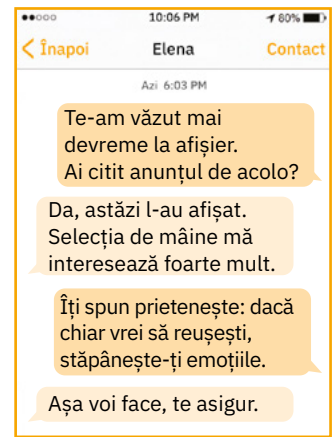 10:06 PM 80%
Înapoi Elena Contact
Azi 6:03 PM
Te-am văzut mai
devreme la afișier.
Ai citit anunțul de acolo?
Da, astăzi l-au afișat.
Selecția de mâine mă
interesează foarte mult.
Îți spun prietenește: dacă
chiar vrei să reușești,
stăpânește-ți emoțiile.
Așa voi face, te asigur.